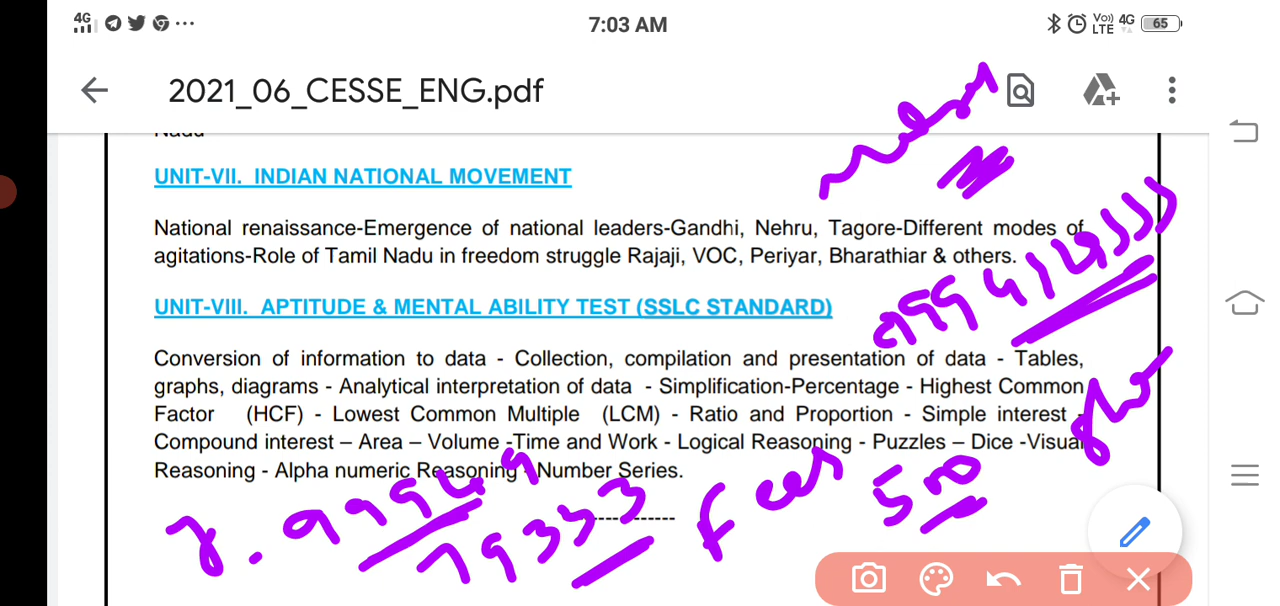 4G 7:03 AM Vo) LTE 4G 65
2021_06_CESSE_ENG.pdf
Nadu
UNIT-VII. INDIAN NATIONAL MOVEMENT
National renaissance-Emergence of national leaders-Gandhi, Nehru, Tagore-Different modes of
agitations-Role of Tamil Nadu in freedom struggle Rajaji, VOC, Periyar, Bharathiar & others.
UNIT-VIII. APTITUDE & MENTAL ABILITY TEST (SSLC STANDARD)
Conversion of information to data - Collection, compilation and presentation of data - Tables,
graphs, diagrams - Analytical interpretation of data - Simplification-Percentage - Highest Common
Factor (HCF) - Lowest Common Multiple (LCM) - Ratio and Proportion - Simple interest -
Compound interest – Area – Volume -Time and Work - Logical Reasoning - Puzzles – Dice -Visual
Reasoning - Alpha numeric Reasoning - Number Series.
fees 500